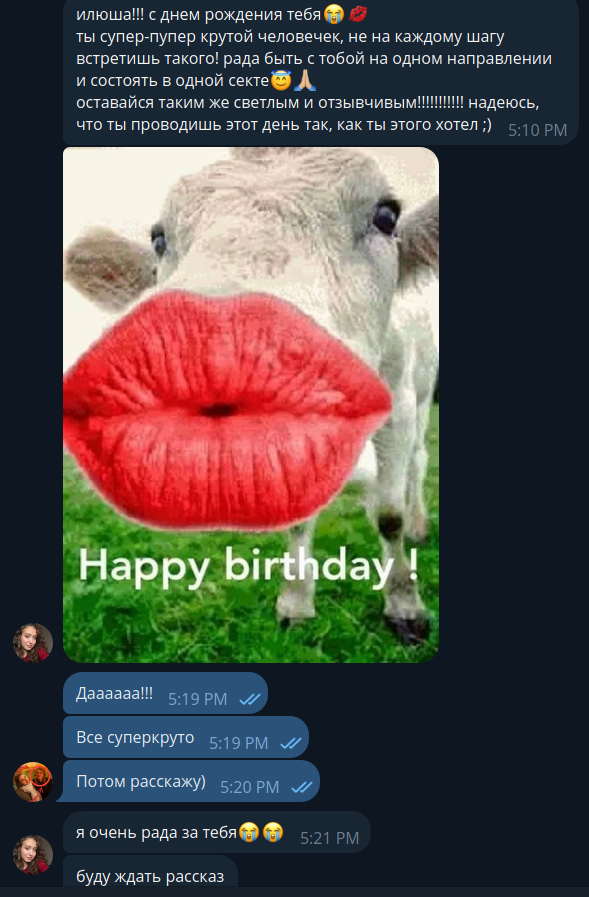 илюша!!! с днем рождения тебя😭💋
ты супер-пупер крутой человечек, не на каждому шагу
встретишь такого! рада быть с тобой на одном направлении
и состоять в одной секте😇🙏🏼
оставайся таким же светлым и отзывчивым!!!!!!!!!!! надеюсь,
что ты проводишь этот день так, как ты этого хотел ;) 5:10 PM
Happy birthday !
Даааааа!!! 5:19 PM
Все суперкруто 5:19 PM
Потом расскажу) 5:20 PM
я очень рада за тебя😭😭 5:21 PM
буду ждать рассказ